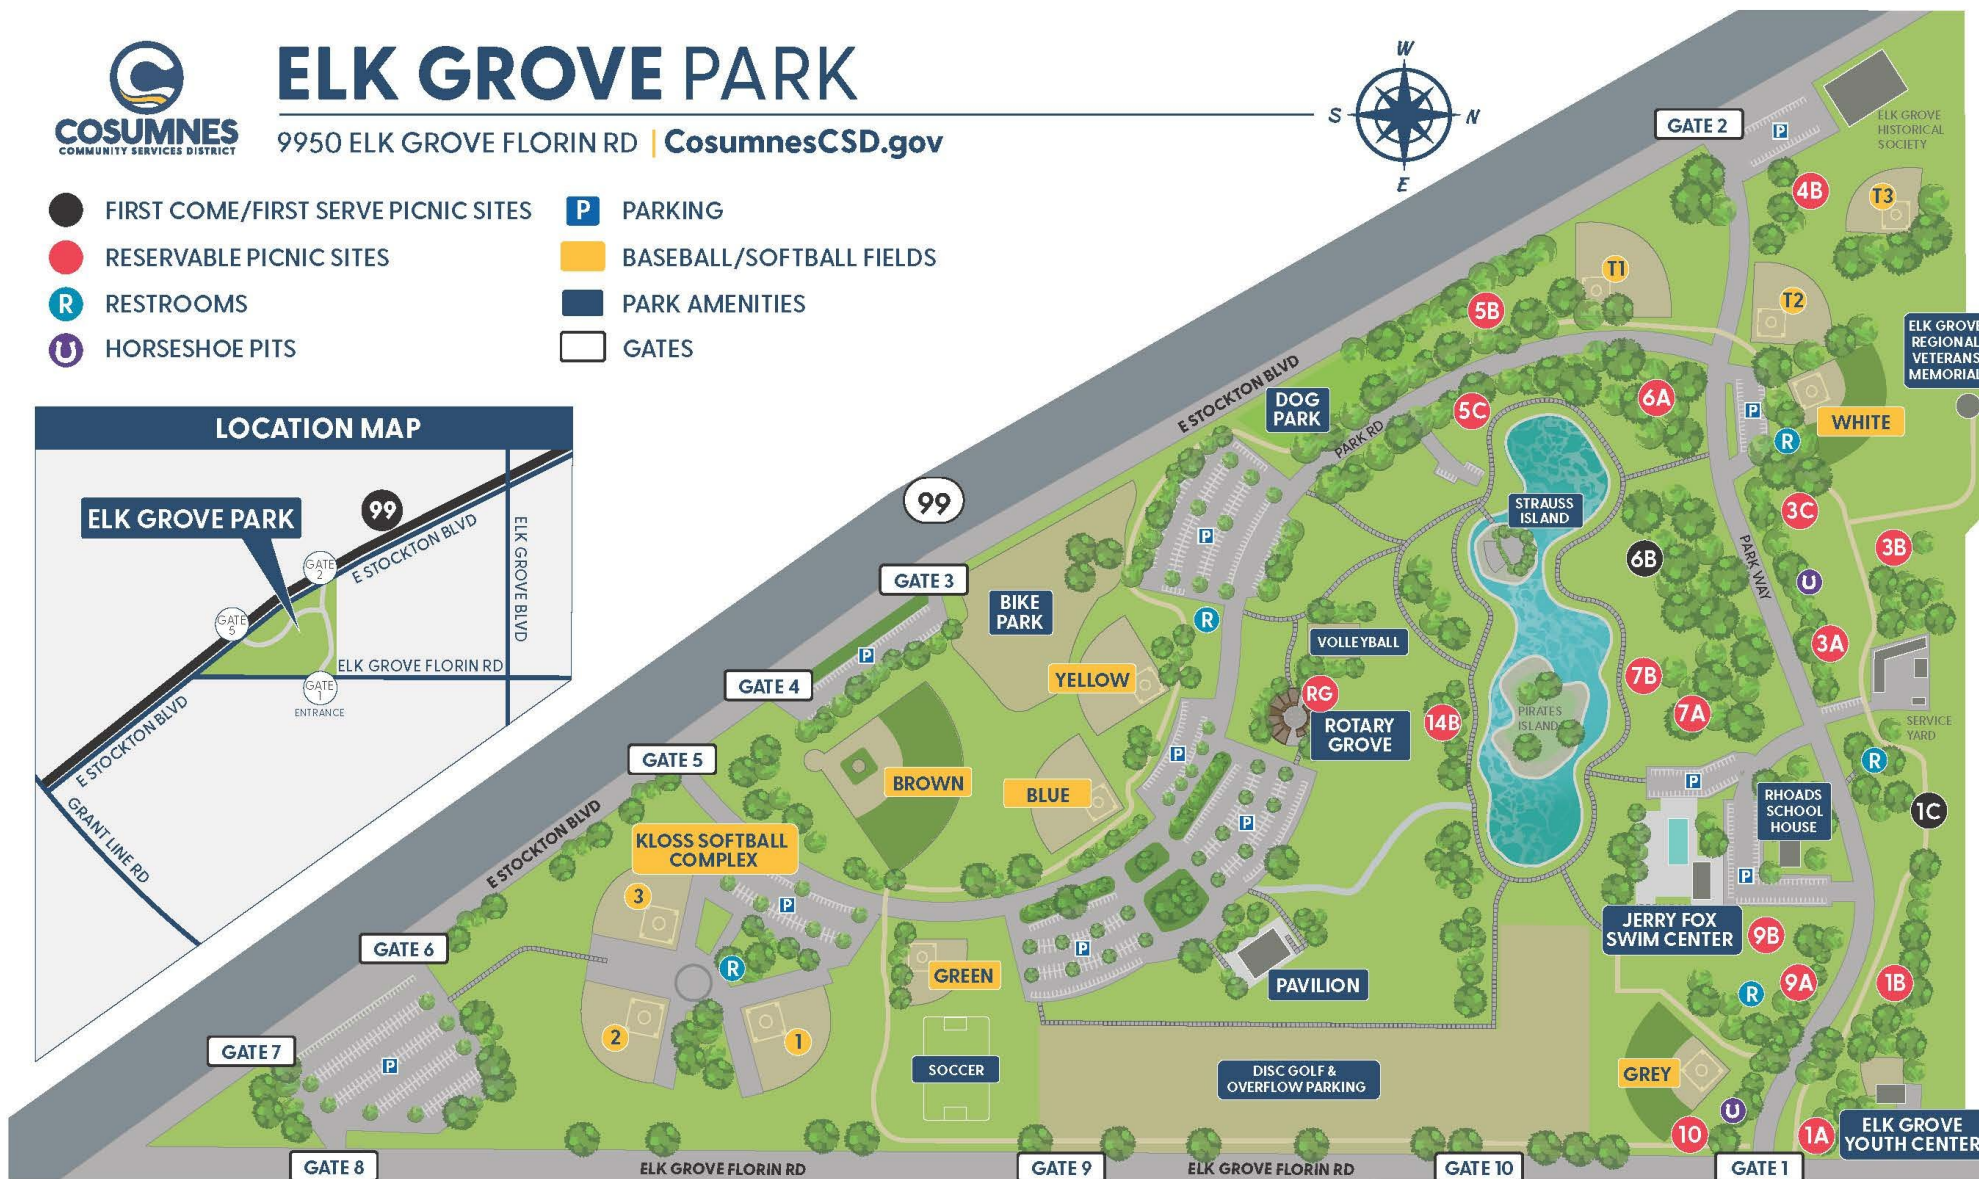 COSUMNES
COMMUNITY SERVICES DISTRICT
ELK GROVE PARK
9950 ELK GROVE FLORIN RD | CosumnesCSD.gov
W
S
N
E
FIRST COME/FIRST SERVE PICNIC SITES
RESERVABLE PICNIC SITES
R
RESTROOMS
HORSESHOE PITS
P
PARKING
BASEBALL/SOFTBALL FIELDS
PARK AMENITIES
GATES
LOCATION MAP
ELK GROVE PARK
99
E STOCKTON BLVD
ELK GROVE BLVD
GATE
2
GATE
5
ELK GROVE FLORIN RD
GATE
1
ENTRANCE
E STOCKTON BLVD
GRANT LINE RD
GATE 2
P
ELK GROVE
HISTORICAL
SOCIETY
4B
T3
T1
T2
5B
ELK GROVE
REGIONAL
VETERANS
MEMORIAL
E STOCKTON BLVD
DOG
PARK
PARK RD
5C
6A
P
WHITE
R
99
STRAUSS
ISLAND
3C
3B
P
6B
PARK WAY
GATE 3
BIKE
PARK
R
VOLLEYBALL
3A
P
YELLOW
GATE 4
RG
ROTARY
GROVE
14B
PIRATES
ISLAND
7B
7A
SERVICE
YARD
GATE 5
BROWN
BLUE
P
P
R
RHOADS
SCHOOL
HOUSE
1C
E STOCKTON BLVD
KLOSS SOFTBALL
COMPLEX
P
3
P
P
JERRY FOX
SWIM CENTER
9B
GATE 6
R
GREEN
P
PAVILION
R
9A
1B
2
1
GATE 7
P
SOCCER
DISC GOLF &
OVERFLOW PARKING
GREY
10
1A
ELK GROVE
YOUTH CENTER
GATE 8
ELK GROVE FLORIN RD
GATE 9
ELK GROVE FLORIN RD
GATE 10
GATE 1